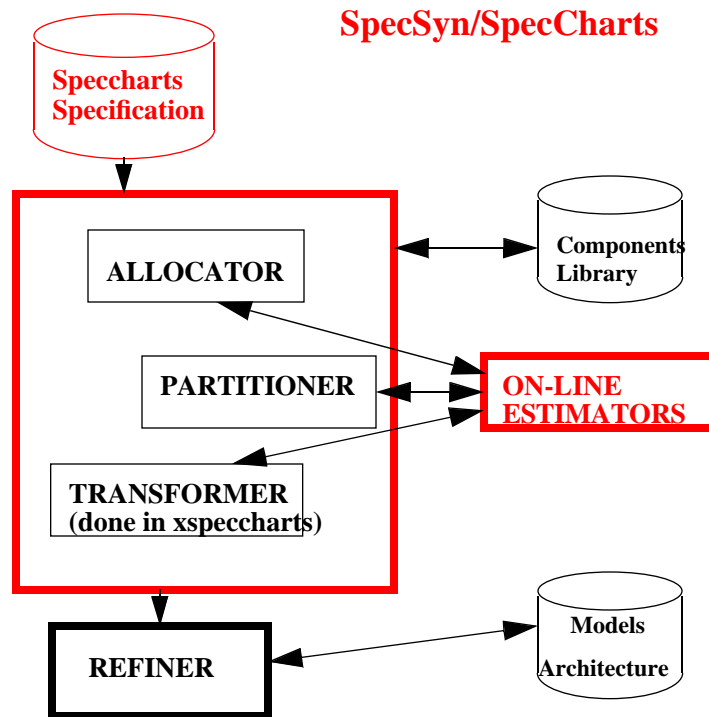 SpecSyn/SpecCharts
Speccharts
Specification
ALLOCATOR
Components
Library
PARTITIONER
ON-LINE
ESTIMATORS
TRANSFORMER
(done in xspeccharts)
Models
Architecture
REFINER